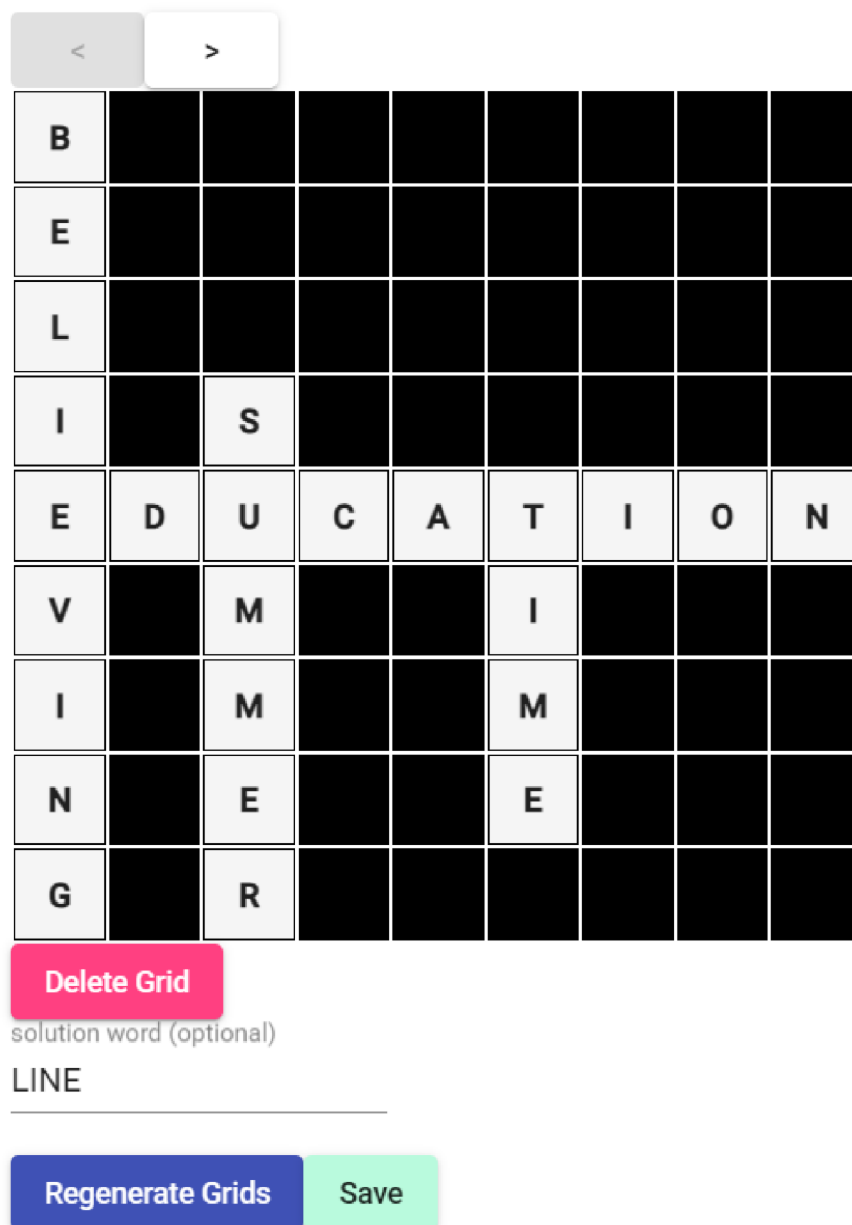 < >
B
E
L
I S
E D U C A T I O N
V M I
I M M
N E E
G R
Delete Grid
solution word (optional)
LINE
Regenerate Grids Save